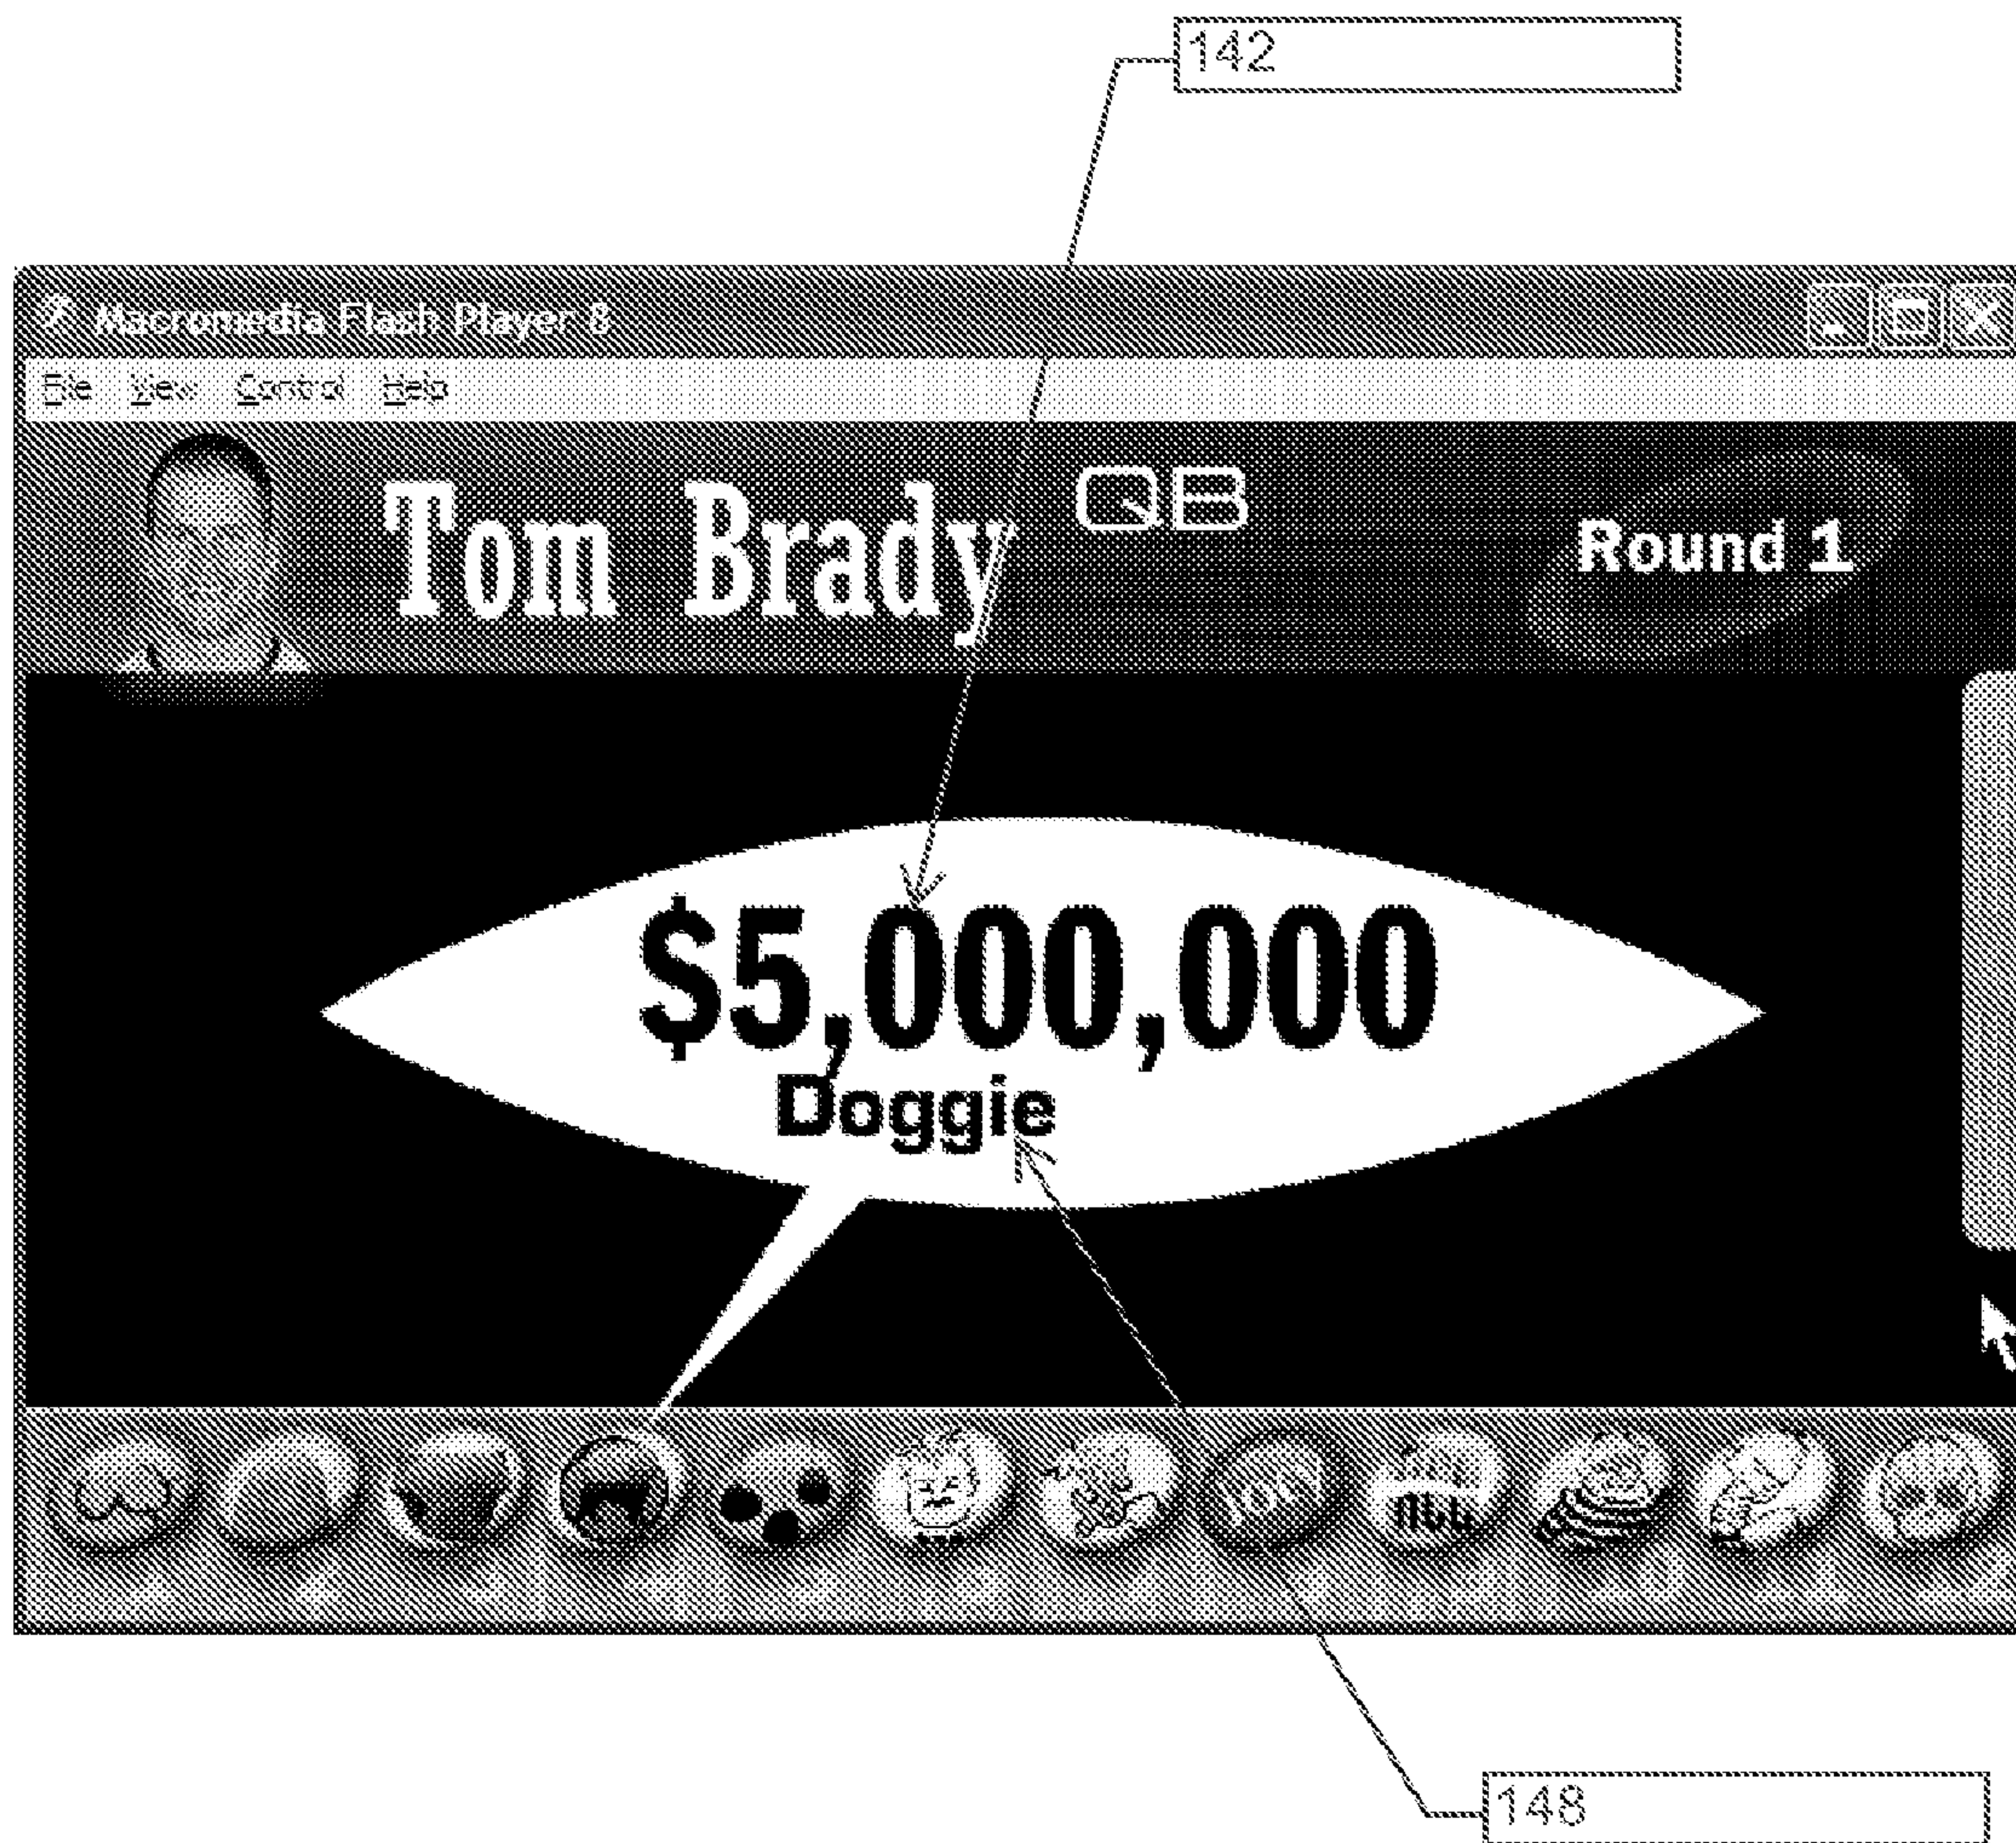 142
Macromedia Flash Player 8
File View Control Help
Tom Brady QB
Round 1
$5,000,000
Doggie
148